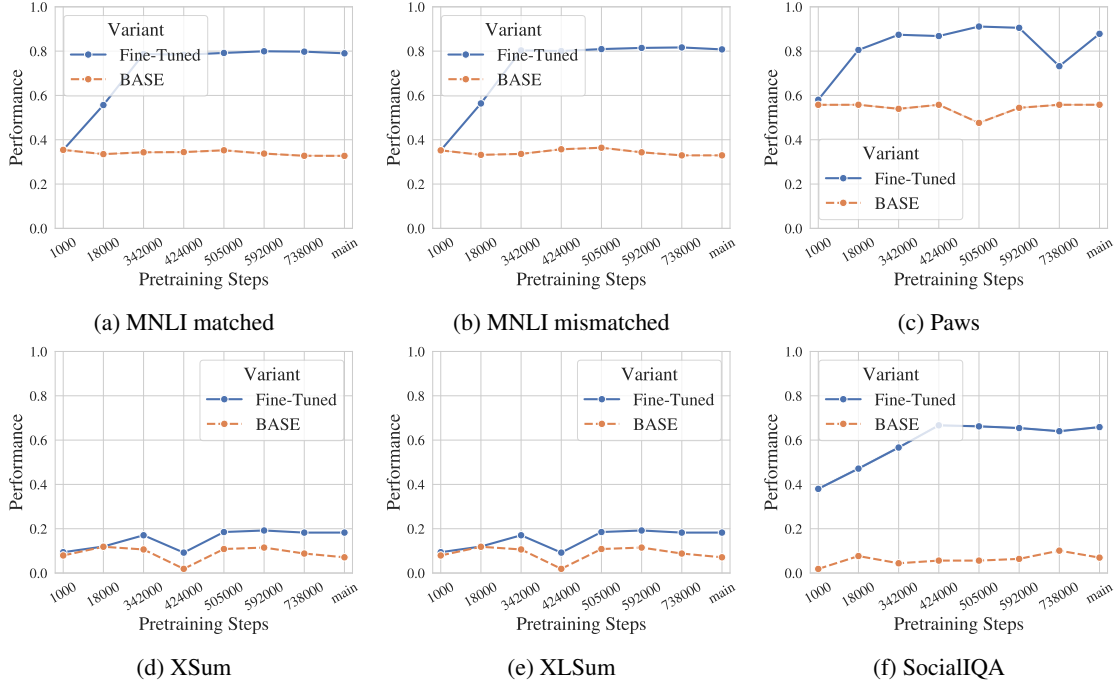 1.0
0.8
0.6
0.4
0.2
0.0
Performance
Variant
Fine-Tuned
BASE
1000
18000
342000
424000
505000
592000
738000
main
Pretraining Steps
(a) MNLI matched
1.0
0.8
0.6
0.4
0.2
0.0
Performance
Variant
Fine-Tuned
BASE
1000
18000
342000
424000
505000
592000
738000
main
Pretraining Steps
(b) MNLI mismatched
1.0
0.8
0.6
0.4
0.2
0.0
Performance
Variant
Fine-Tuned
BASE
1000
18000
342000
424000
505000
592000
738000
main
Pretraining Steps
(c) Paws
1.0
0.8
0.6
0.4
0.2
0.0
Performance
Variant
Fine-Tuned
BASE
1000
18000
342000
424000
505000
592000
738000
main
Pretraining Steps
(d) XSum
1.0
0.8
0.6
0.4
0.2
0.0
Performance
Variant
Fine-Tuned
BASE
1000
18000
342000
424000
505000
592000
738000
main
Pretraining Steps
(e) XLSum
1.0
0.8
0.6
0.4
0.2
0.0
Performance
Variant
Fine-Tuned
BASE
1000
18000
342000
424000
505000
592000
738000
main
Pretraining Steps
(f) SocialIQA